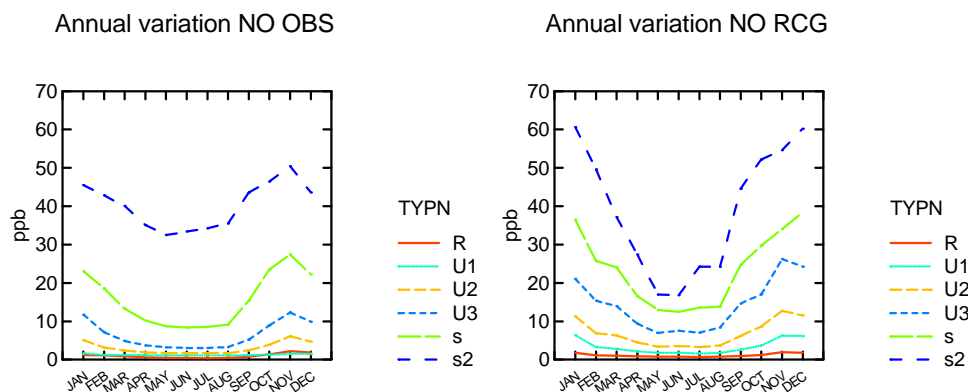 Annual variation NO OBS
70
60
50
40
30
20
10
0
ppb
JAN
FEB
MAR
APR
MAY
JUN
JUL
AUG
SEP
OCT
NOV
DEC
TYPN
R
U1
U2
U3
s
s2
Annual variation NO RCG
70
60
50
40
30
20
10
0
ppb
JAN
FEB
MAR
APR
MAY
JUN
JUL
AUG
SEP
OCT
NOV
DEC
TYPN
R
U1
U2
U3
s
s2